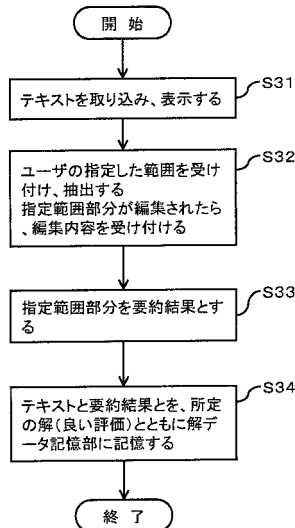 開 始
テキストを取り込み、表示する
S31
ユーザの指定した範囲を受け
付け、抽出する
指定範囲部分が編集されたら
、編集内容を受け付ける
S32
指定範囲部分を要約結果とす
る
S33
テキストと要約結果とを、所定
の解(良い評価)とともに解デ
ータ記憶部に記憶する
S34
終 了